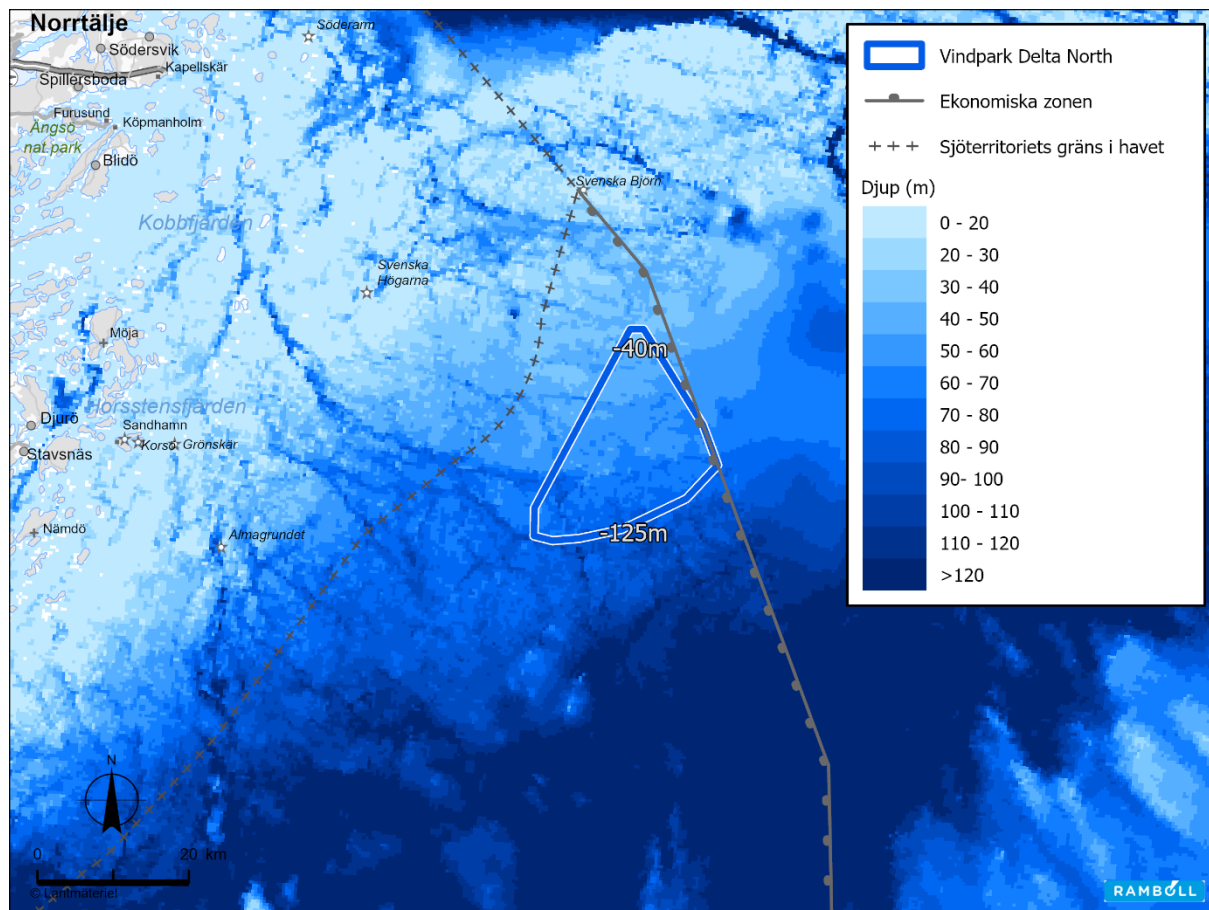 Norrtälje
Söderarm
Södersvik
Kapellskär
Spillersboda
Furusund
Köpmanholm
Ängsö
nat.park
Blidö
Svenska Björn
Kobbfjärden
Svenska
Högarna
Möja
-40m
Horsstensfjärden
Djurö
Sandhamn
Korsö
Grönskär
Stavsnäs
Nämdö
Almagrundet
-125m
Vindpark Delta North
Ekonomiska zonen
Sjöterritoriets gräns i havet
Djup (m)
0 - 20
20 - 30
30 - 40
40 - 50
50 - 60
60 - 70
70 - 80
80 - 90
90- 100
100 - 110
110 - 120
>120
N
0 20 km
© Lantmäteriet
RAMBOLL